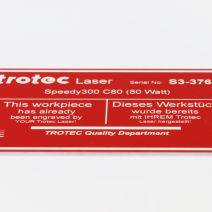 trotec Laser Serial No: S3-376
Speedy300 C80 (80 Watt)
This workpiece
has already
been engraved by
YOUR Trotec Laser!
Dieses Werkstück
wurde bereits
mit IHREM Trotec
Laser hergestellt!
TROTEC Quality Department